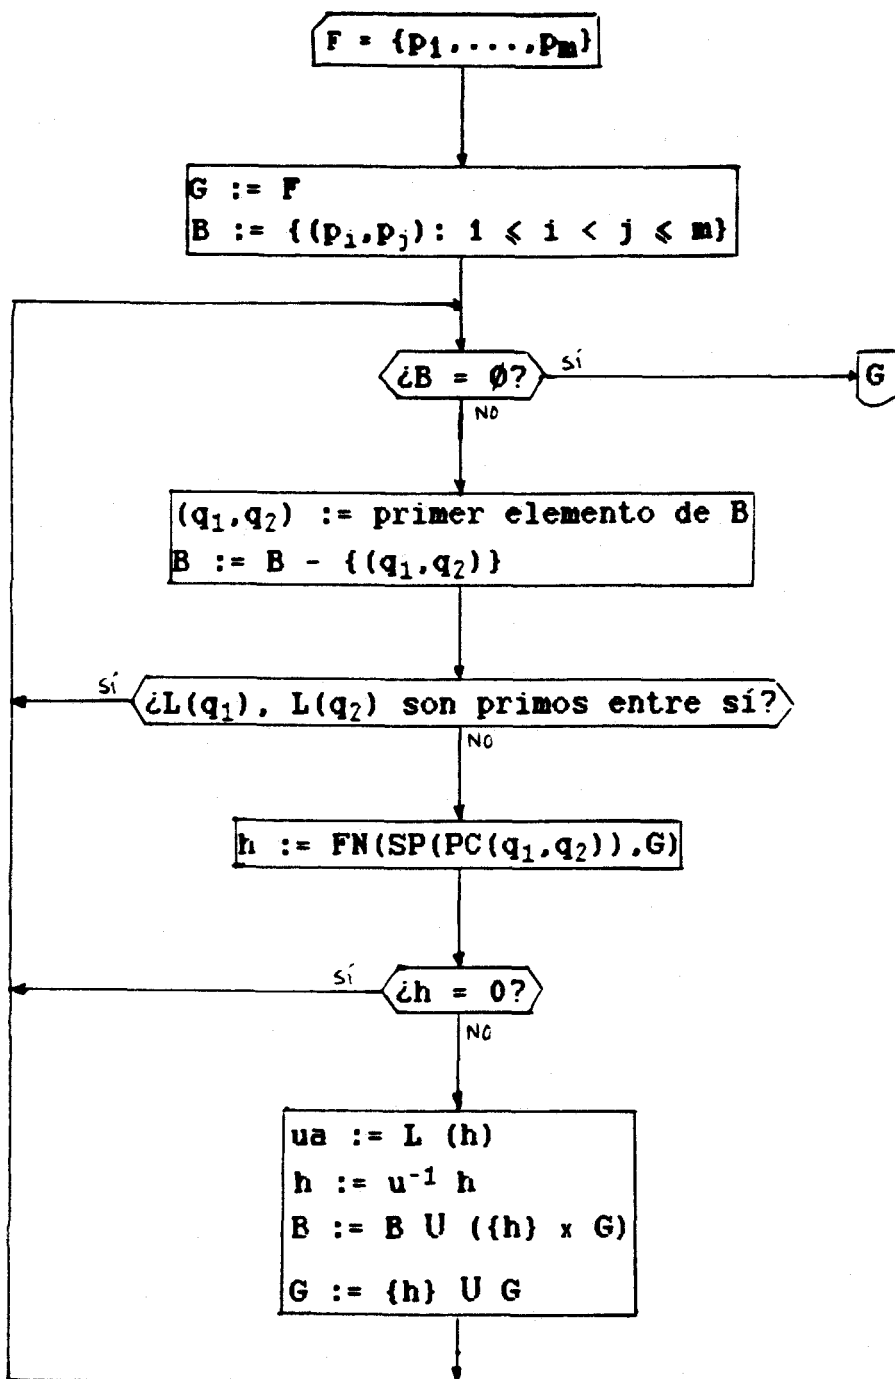 F = {p₁,...,pₘ}
G := F
B := {(pᵢ,pⱼ): 1 ⩽ i < j ⩽ m}
¿B = Ø?
SÍ
G
NO
(q₁,q₂) := primer elemento de B
B := B - {(q₁,q₂)}
SÍ
¿L(q₁), L(q₂) son primos entre sí?
NO
h := FN(SP(PC(q₁,q₂)),G)
SÍ
¿h = 0?
NO
ua := L (h)
h := u⁻¹ h
B := B U ({h} x G)
G := {h} U G